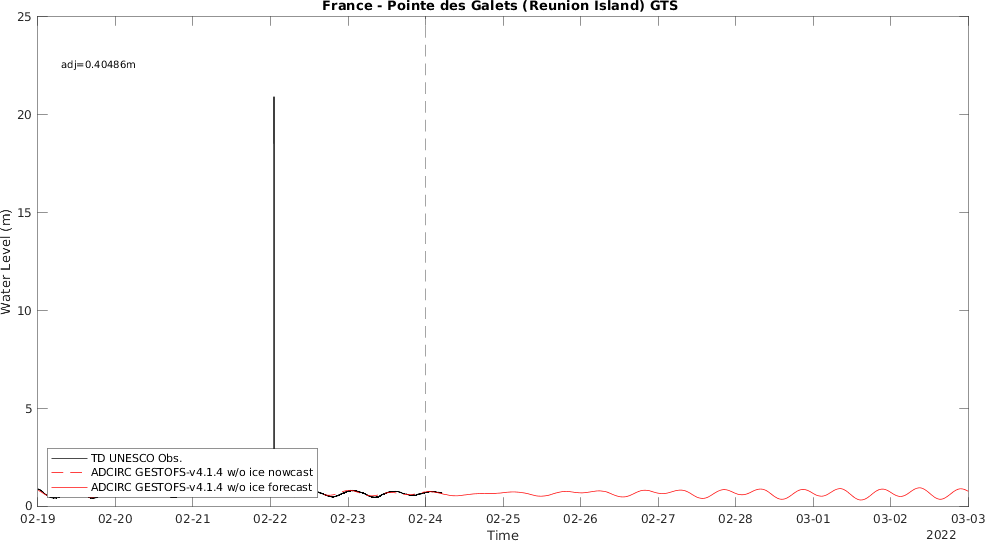 France - Pointe des Galets (Reunion Island) GTS
adj=0.40486m
25
20
15
10
5
0
Water Level (m)
TD UNESCO Obs.
ADCIRC GESTOFS-v4.1.4 w/o ice nowcast
ADCIRC GESTOFS-v4.1.4 w/o ice forecast
02-19 02-20 02-21 02-22 02-23 02-24 02-25 02-26 02-27 02-28 03-01 03-02 03-03
Time
2022